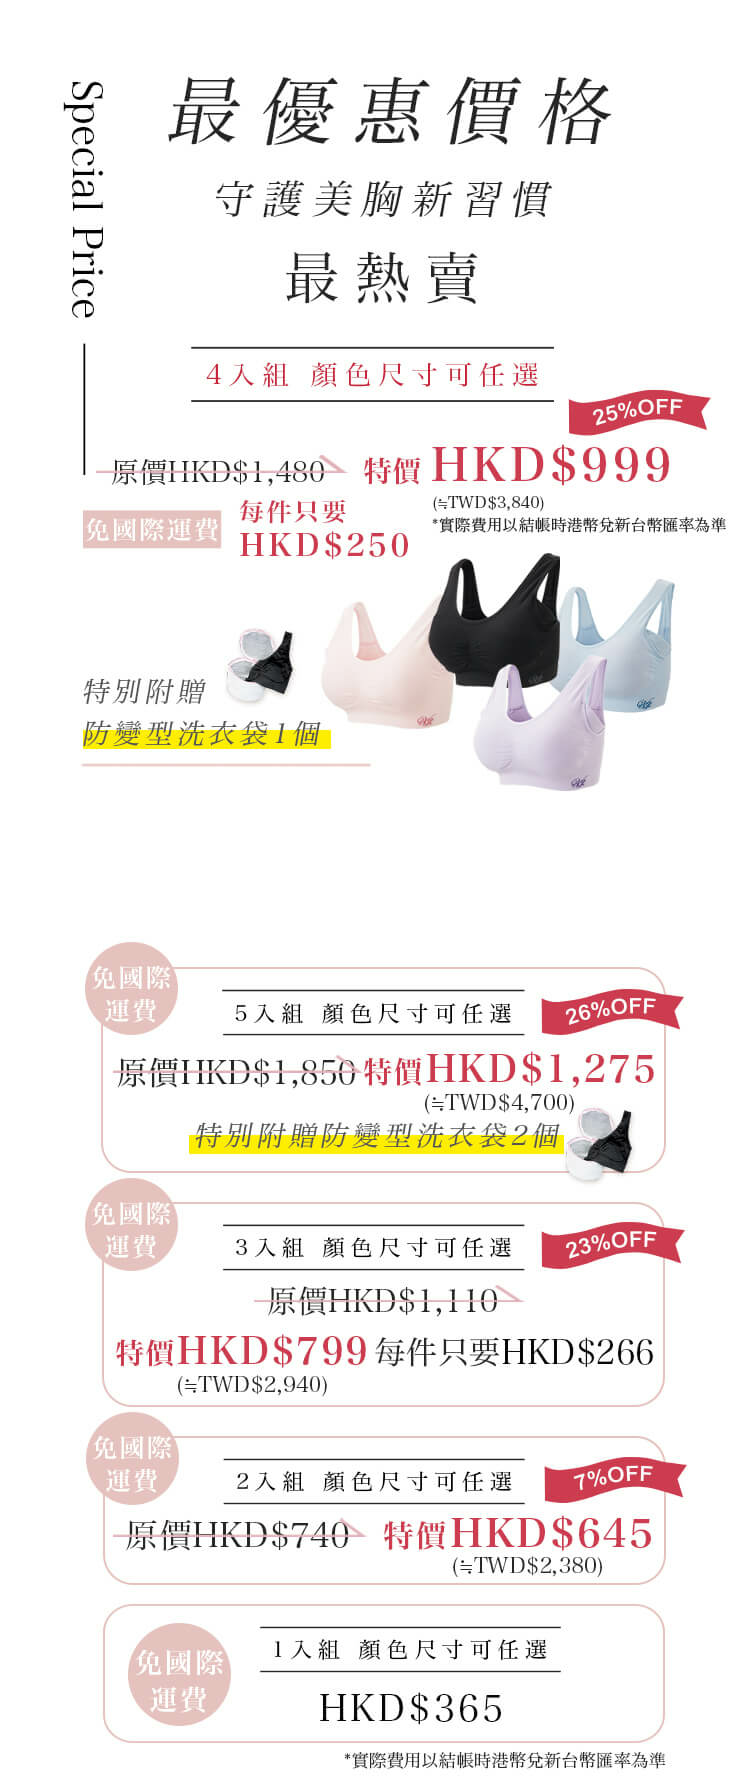 Special Price
最優惠價格
守護美胸新習慣
最熱賣
4入組 顏色尺寸可任選
25%OFF
原價HKD$1,480 特價 HKD$999
(≒TWD$3,840)
*實際費用以結帳時港幣兌新台幣匯率為準
免國際運費
每件只要
HKD$250
特別附贈
防變型洗衣袋1個
免國際
運費
5入組 顏色尺寸可任選
26%OFF
原價HKD$1,850 特價HKD$1,275
(≒TWD$4,700)
特別附贈防變型洗衣袋2個
免國際
運費
3入組 顏色尺寸可任選
23%OFF
原價HKD$1,110
特價HKD$799 每件只要HKD$266
(≒TWD$2,940)
免國際
運費
2入組 顏色尺寸可任選
7%OFF
原價HKD$740 特價HKD$645
(≒TWD$2,380)
免國際
運費
1入組 顏色尺寸可任選
HKD$365
*實際費用以結帳時港幣兌新台幣匯率為準